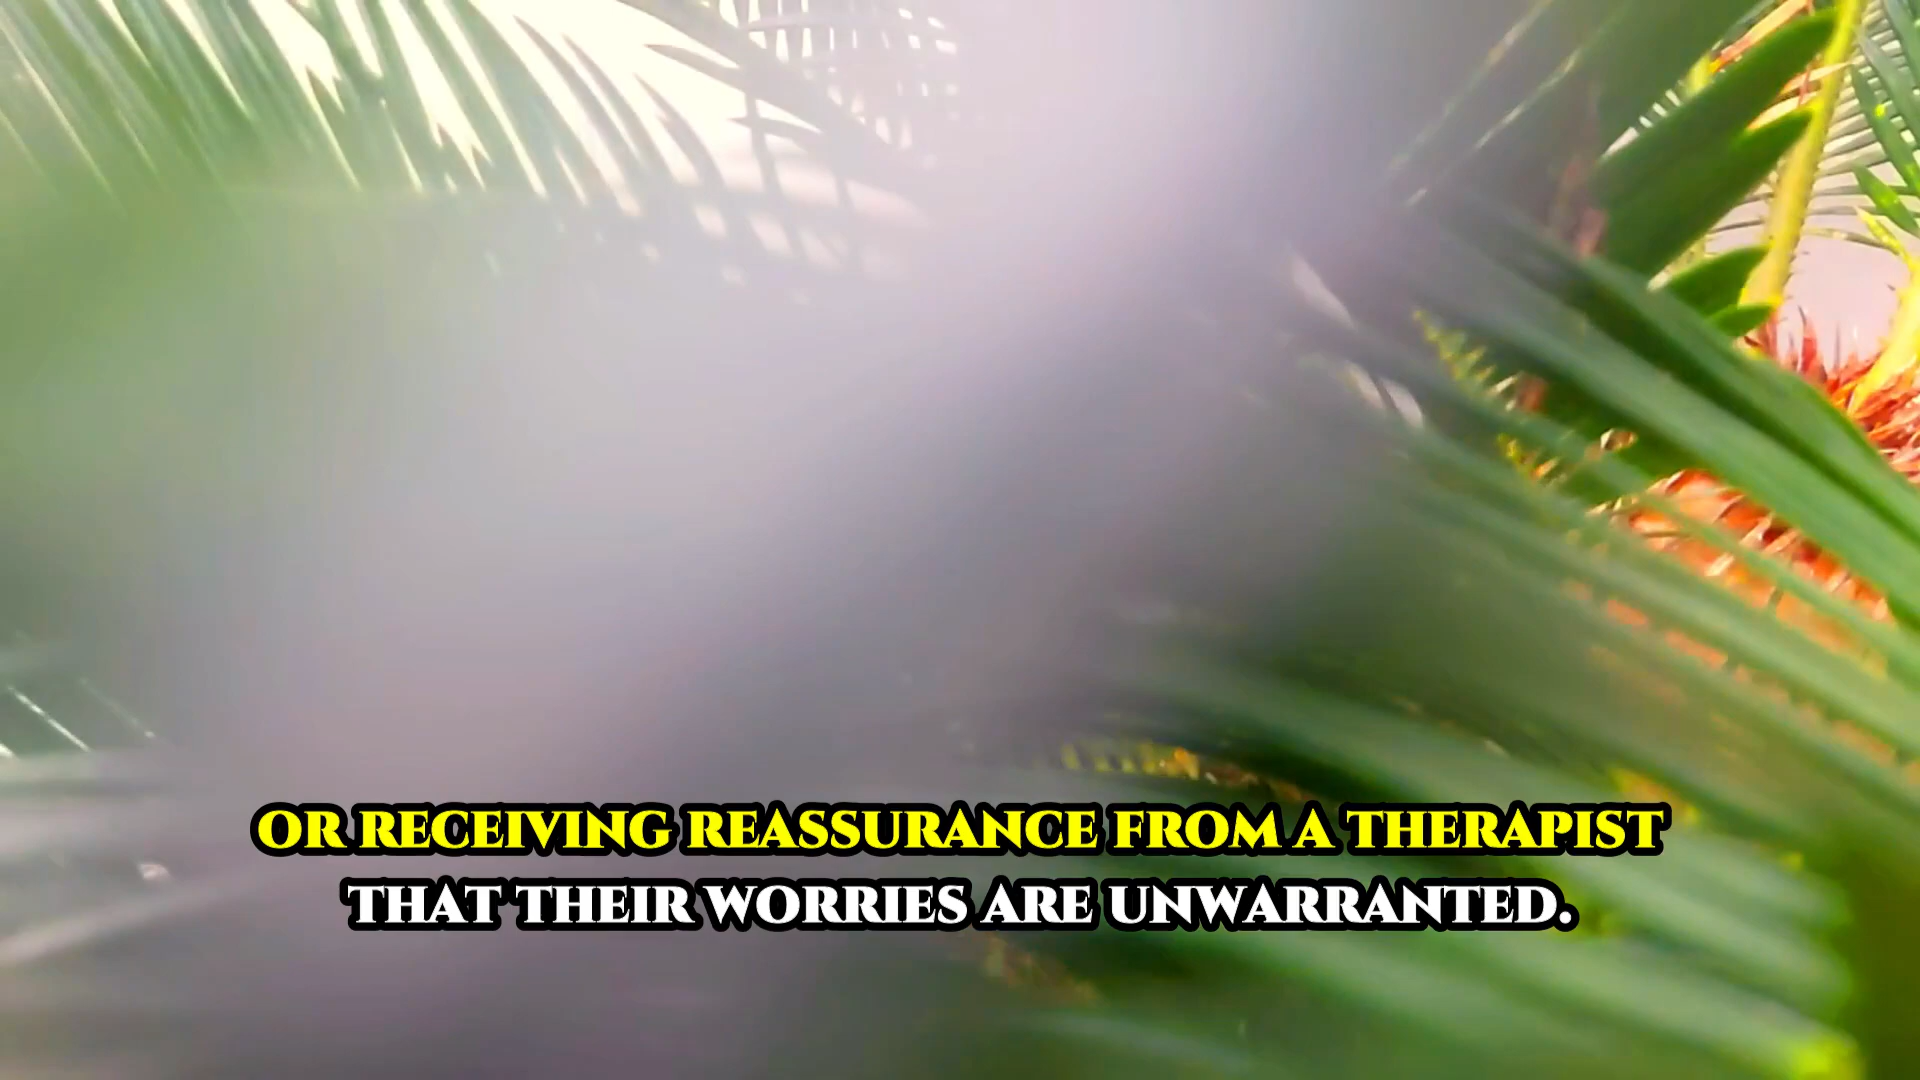 OR RECEIVING REASSURANCE FROM A THERAPIST
THAT THEIR WORRIES ARE UNWARRANTED.